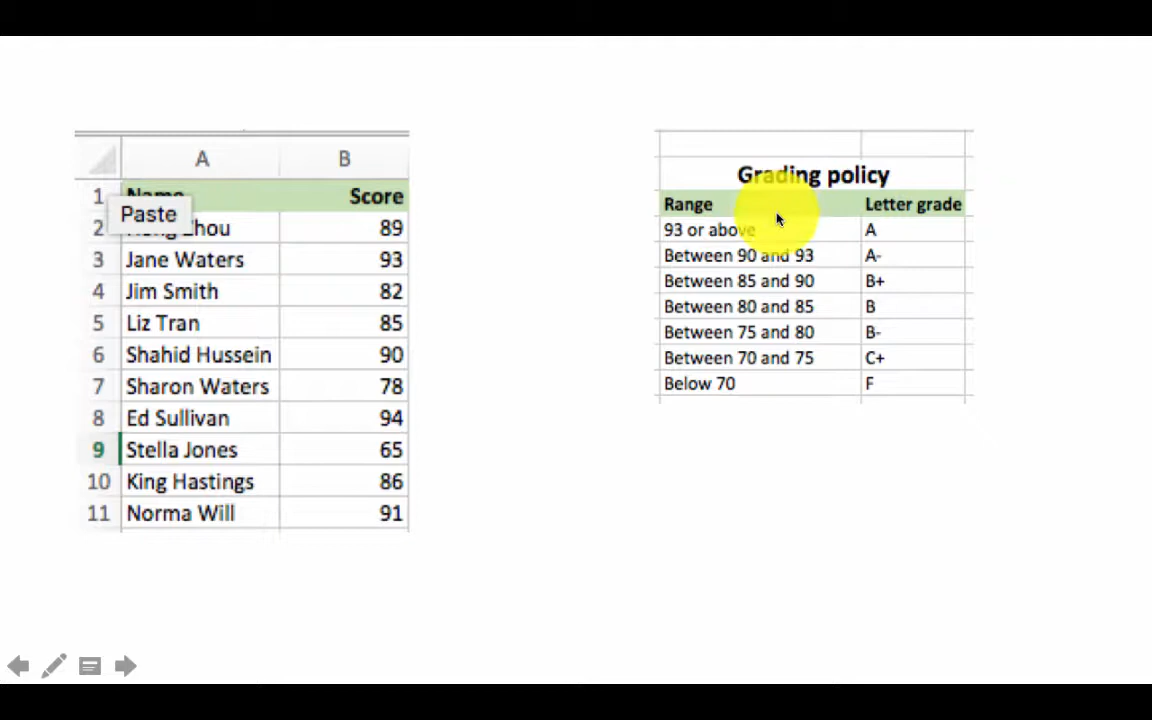 A B
1 Name Score
Paste
2 Zhou 89
3 Jane Waters 93
4 Jim Smith 82
5 Liz Tran 85
6 Shahid Hussein 90
7 Sharon Waters 78
8 Ed Sullivan 94
9 Stella Jones 65
10 King Hastings 86
11 Norma Will 91
Grading policy
Range Letter grade
93 or above A
Between 90 and 93 A-
Between 85 and 90 B+
Between 80 and 85 B
Between 75 and 80 B-
Between 70 and 75 C+
Below 70 F